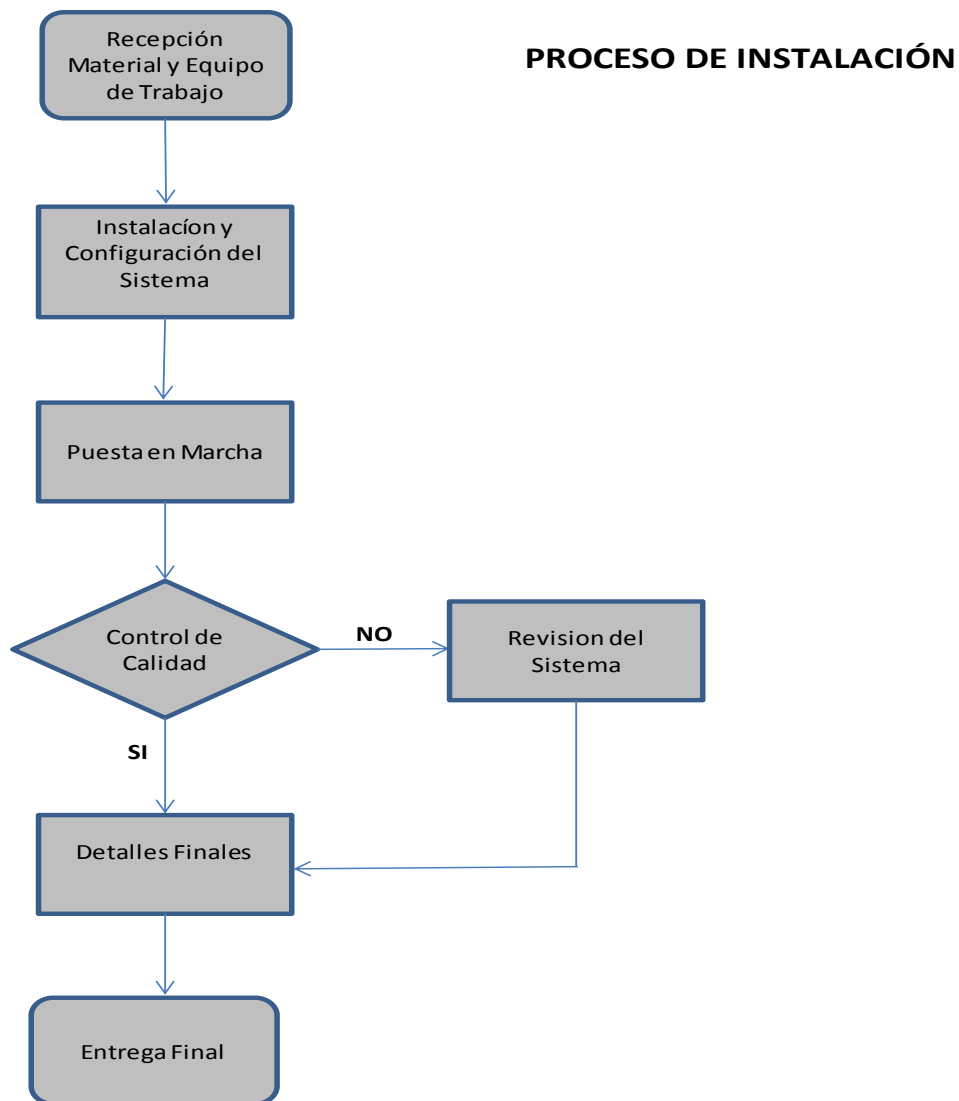 PROCESO DE INSTALACIÓN
Recepción
Material y Equipo
de Trabajo
Instalacíon y
Configuración del
Sistema
Puesta en Marcha
Control de
Calidad
NO
Revision del
Sistema
SI
Detalles Finales
Entrega Final